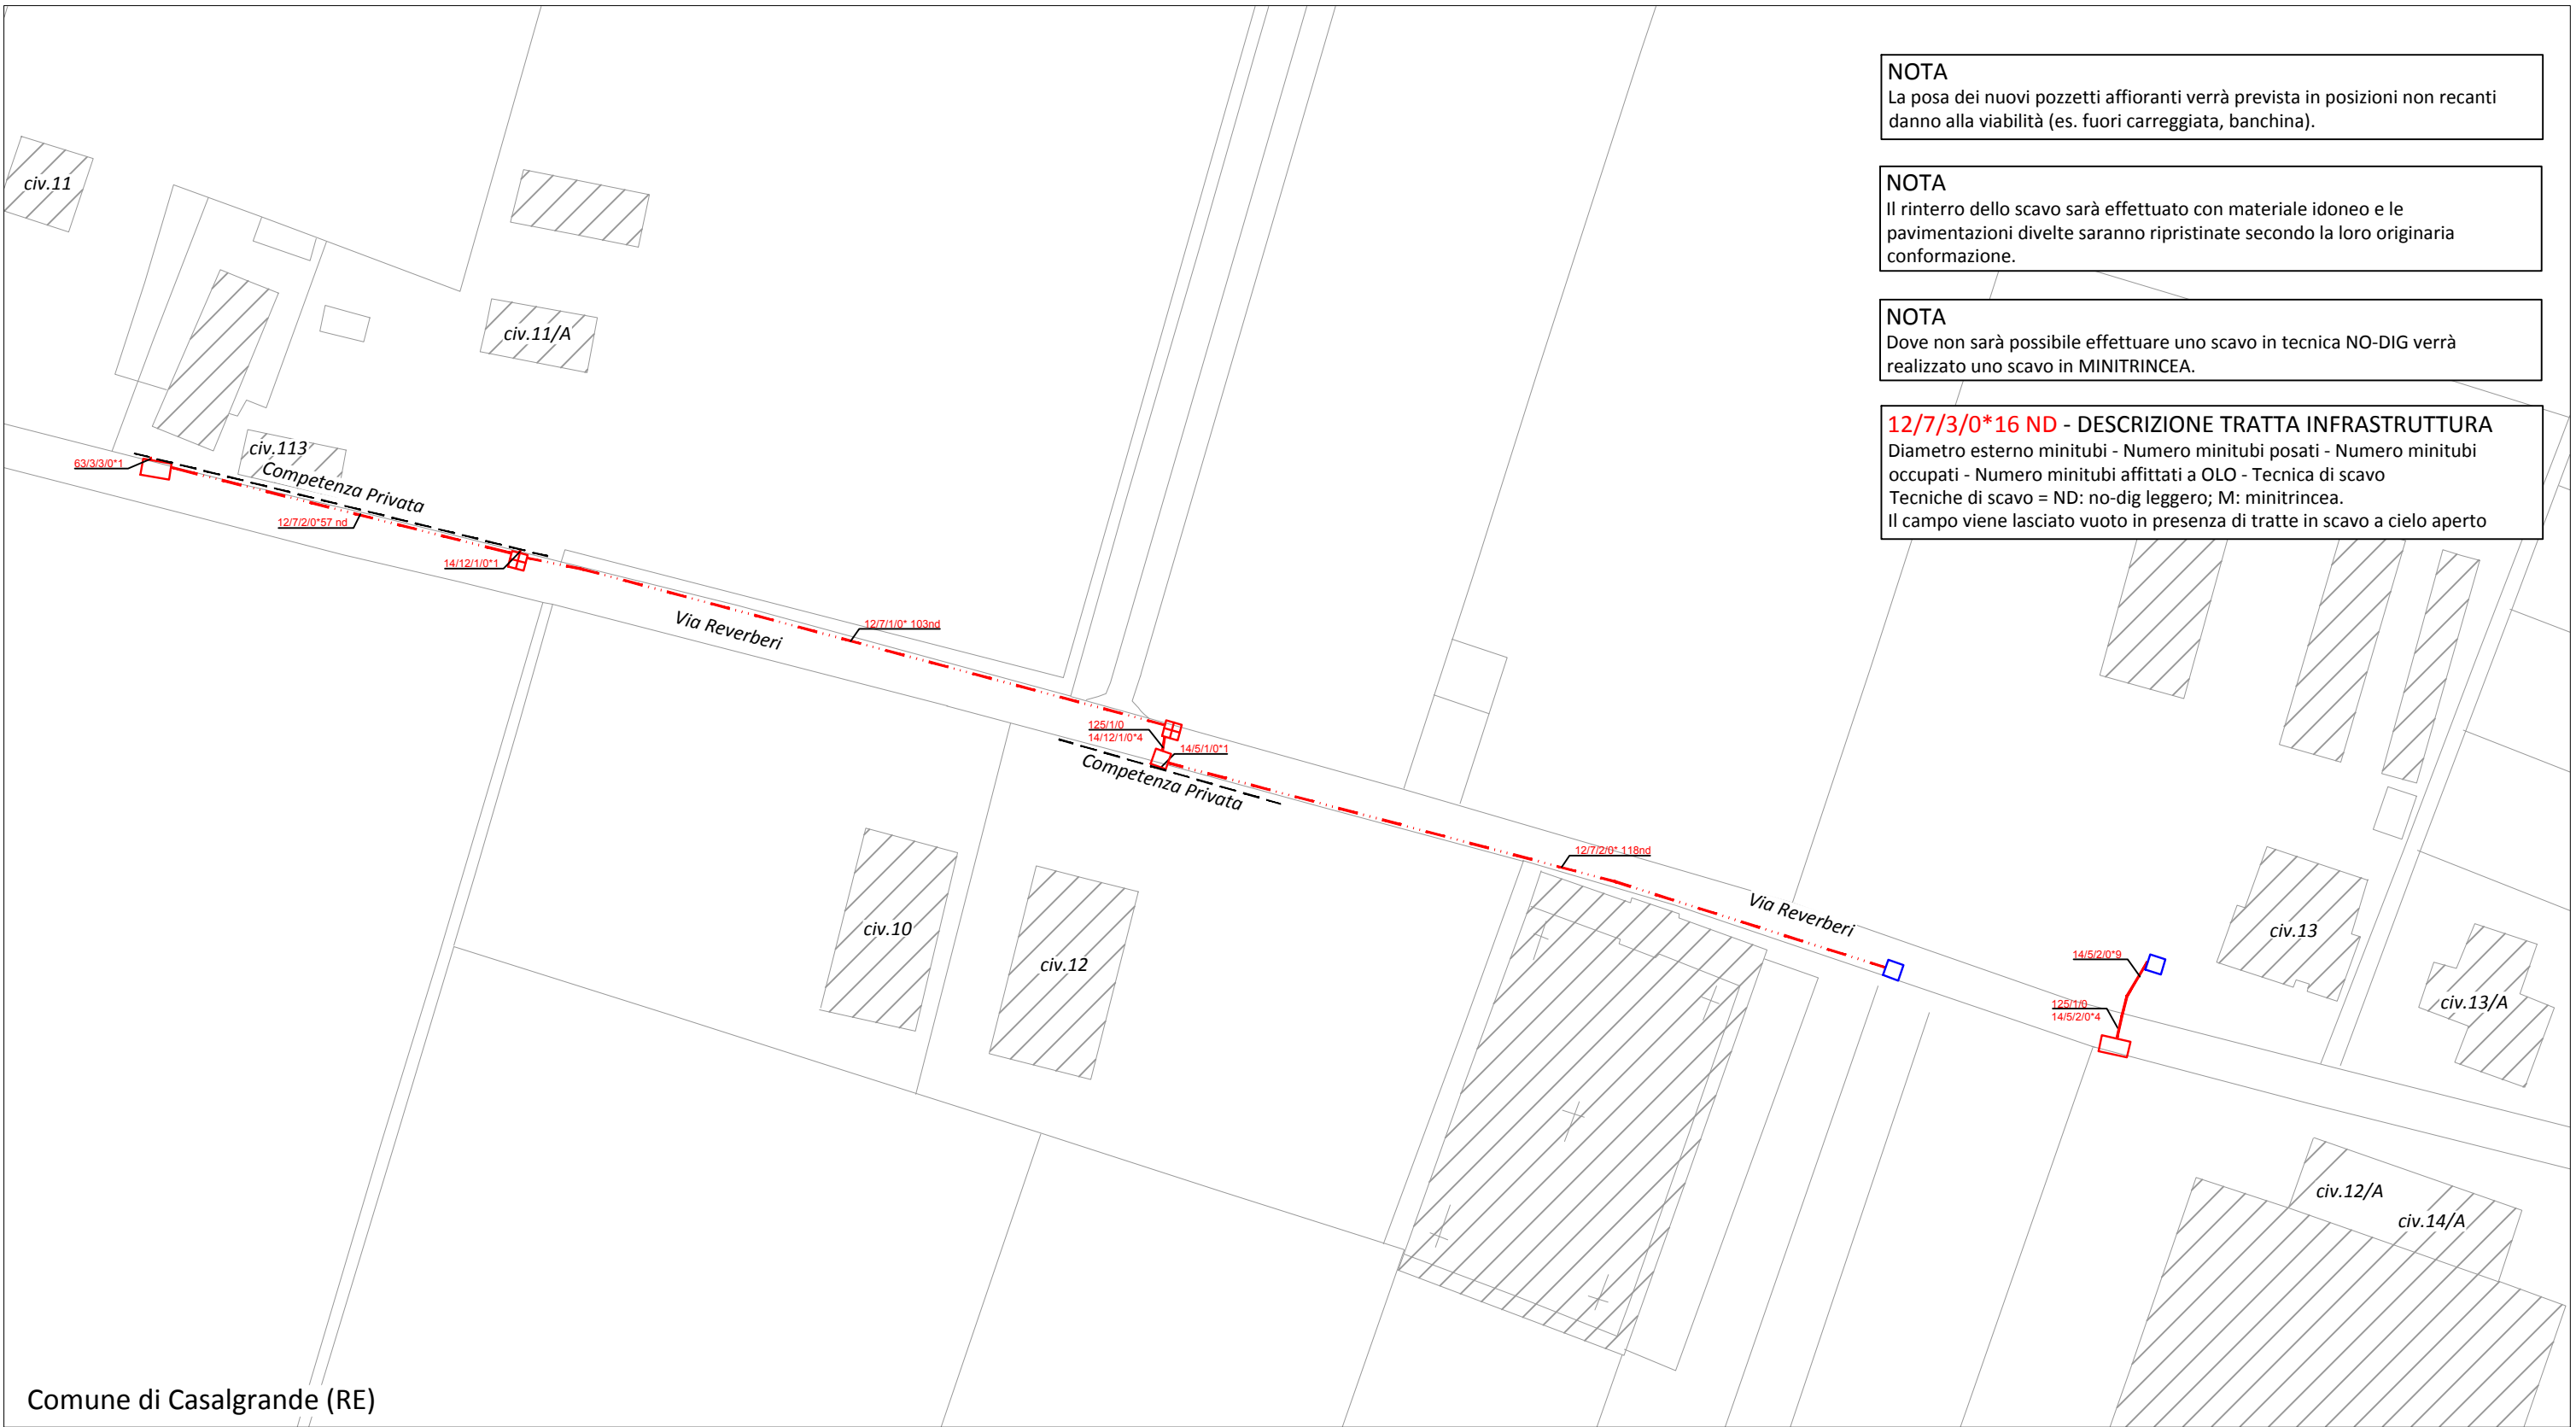 NOTA
La posa dei nuovi pozzetti affioranti verrà prevista in posizioni non recanti
danno alla viabilità (es. fuori carreggiata, banchina).
NOTA
Il rinterro dello scavo sarà effettuato con materiale idoneo e le
pavimentazioni divelte saranno ripristinate secondo la loro originaria
conformazione.
NOTA
Dove non sarà possibile effettuare uno scavo in tecnica NO-DIG verrà
realizzato uno scavo in MINITRINCEA.
12/7/3/0*16 ND - DESCRIZIONE TRATTA INFRASTRUTTURA
Diametro esterno minitubi - Numero minitubi posati - Numero minitubi
occupati - Numero minitubi affittati a OLO - Tecnica di scavo
Tecniche di scavo = ND: no-dig leggero; M: minitrincea.
Il campo viene lasciato vuoto in presenza di tratte in scavo a cielo aperto
civ.11
civ.11/A
civ.113
Competenza Privata
63/3/3/0*1
12/7/2/0*57 nd
14/12/1/0*1
Via Reverberi
12/7/1/0* 103nd
125/1/0
14/12/1/0*4
14/5/1/0*1
Competenza Privata
12/7/2/0* 118nd
Via Reverberi
civ.10
civ.12
civ.13
14/5/2/0*9
125/1/0
14/5/2/0*4
civ.13/A
civ.12/A
civ.14/A
Comune di Casalgrande (RE)